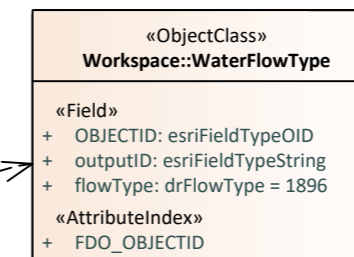 «ObjectClass»
Workspace::WaterFlowType
«Field»
+ OBJECTID: esriFieldTypeOID
+ outputID: esriFieldTypeString
+ flowType: drFlowType = 1896
«AttributeIndex»
+ FDO_OBJECTID